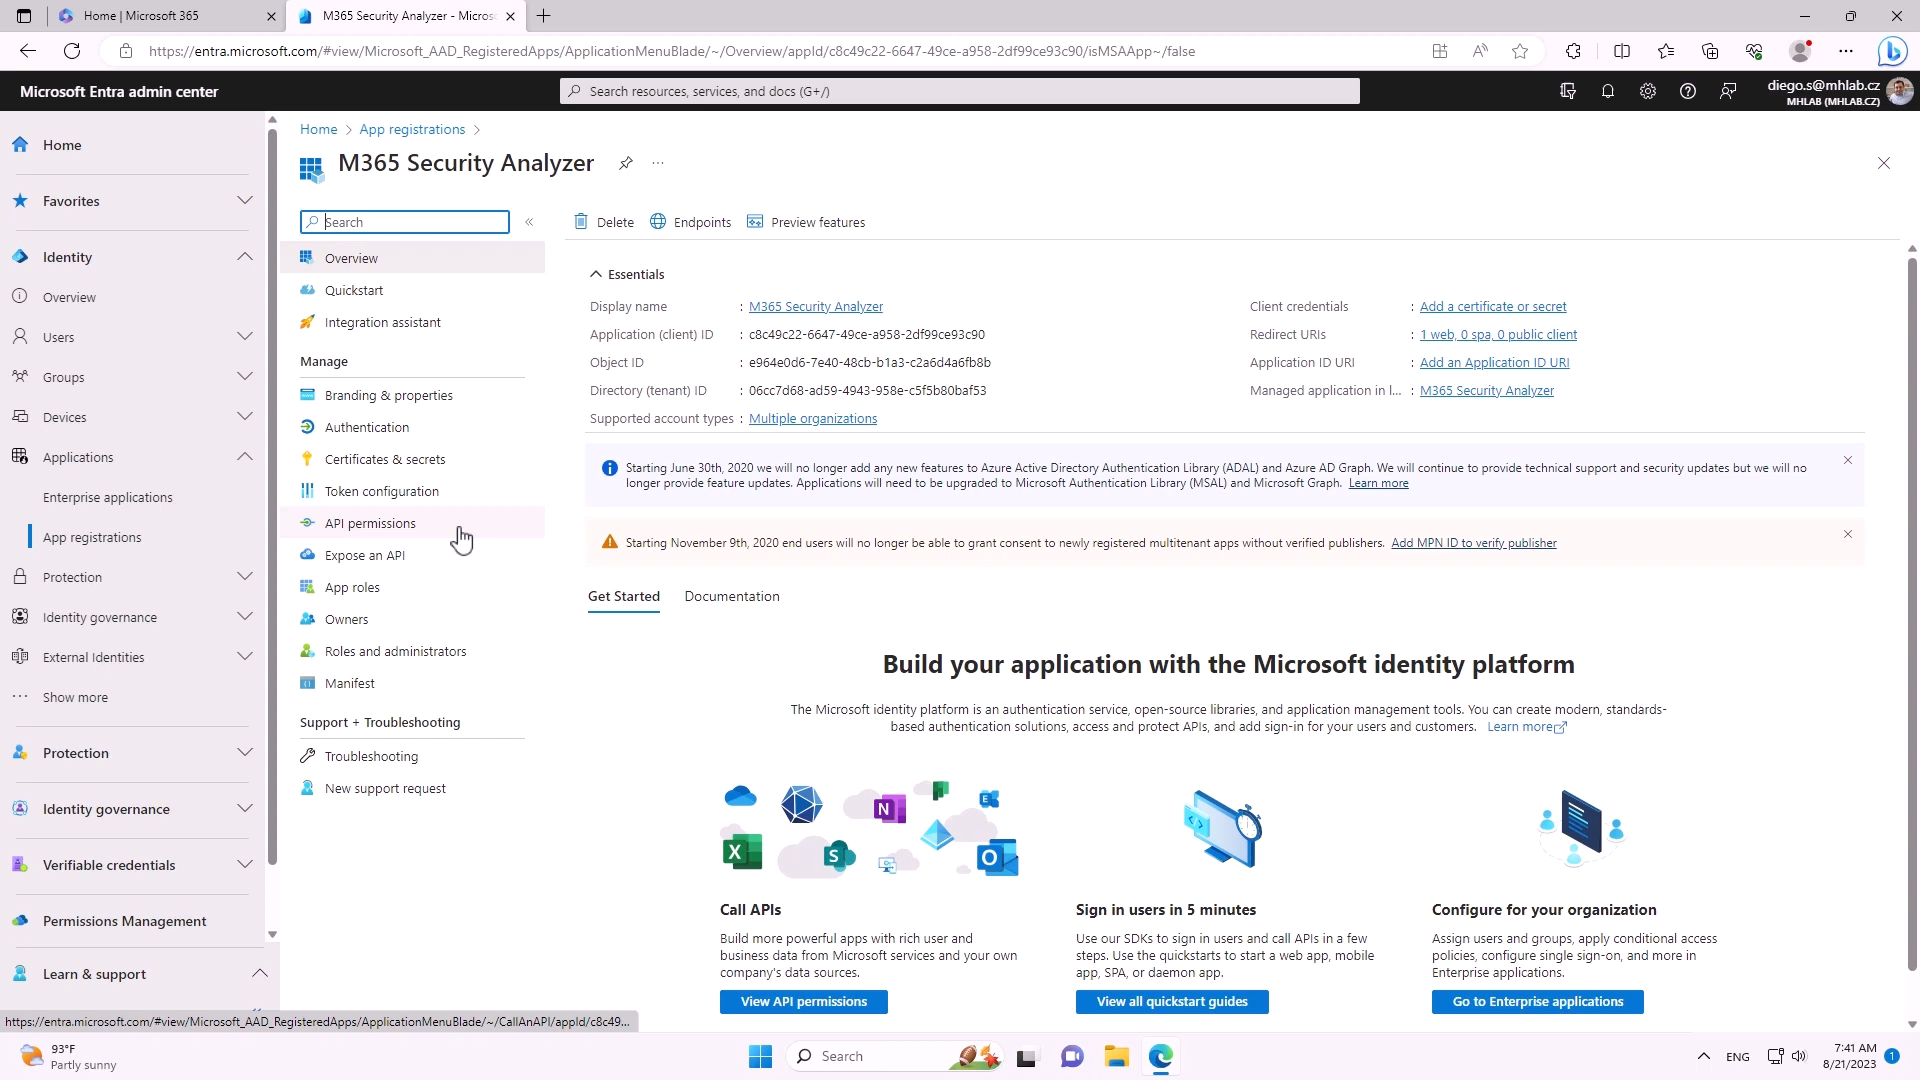 Home | Microsoft 365
M365 Security Analyzer - Micros
https://entra.microsoft.com/#view/Microsoft_AAD_RegisteredApps/ApplicationMenuBlade/~/Overview/appId/c8c49c22-6647-49ce-a958-2df99ce93c90/isMSAApp~/false
Microsoft Entra admin center
Search resources, services, and docs (G+/)
diego.s@mhlab.cz
MHLAB (MHLAB.CZ)
Home
Favorites
Identity
Overview
Users
Groups
Devices
Applications
Enterprise applications
App registrations
Protection
Identity governance
External Identities
Show more
Protection
Identity governance
Verifiable credentials
Permissions Management
Learn & support
Home > App registrations >
M365 Security Analyzer
Search
Overview
Quickstart
Integration assistant
Manage
Branding & properties
Authentication
Certificates & secrets
Token configuration
API permissions
Expose an API
App roles
Owners
Roles and administrators
Manifest
Support + Troubleshooting
Troubleshooting
New support request
Delete
Endpoints
Preview features
Essentials
Display name : M365 Security Analyzer
Application (client) ID : c8c49c22-6647-49ce-a958-2df99ce93c90
Object ID : e964e0d6-7e40-48cb-b1a3-c2a6d4a6fb8b
Directory (tenant) ID : 06cc7d68-ad59-4943-958e-c5f5b80baf53
Supported account types : Multiple organizations
Client credentials : Add a certificate or secret
Redirect URIs : 1 web, 0 spa, 0 public client
Application ID URI : Add an Application ID URI
Managed application in l... : M365 Security Analyzer
Starting June 30th, 2020 we will no longer add any new features to Azure Active Directory Authentication Library (ADAL) and Azure AD Graph. We will continue to provide technical support and security updates but we will no
longer provide feature updates. Applications will need to be upgraded to Microsoft Authentication Library (MSAL) and Microsoft Graph. Learn more
Starting November 9th, 2020 end users will no longer be able to grant consent to newly registered multitenant apps without verified publishers. Add MPN ID to verify publisher
Get Started
Documentation
Build your application with the Microsoft identity platform
The Microsoft identity platform is an authentication service, open-source libraries, and application management tools. You can create modern, standards-
based authentication solutions, access and protect APIs, and add sign-in for your users and customers. Learn more
Call APIs
Build more powerful apps with rich user and
business data from Microsoft services and your own
company's data sources.
View API permissions
Sign in users in 5 minutes
Use our SDKs to sign in users and call APIs in a few
steps. Use the quickstarts to start a web app, mobile
app, SPA, or daemon app.
View all quickstart guides
Configure for your organization
Assign users and groups, apply conditional access
policies, configure single sign-on, and more in
Enterprise applications.
Go to Enterprise applications
https://entra.microsoft.com/#view/Microsoft_AAD_RegisteredApps/ApplicationMenuBlade/~/CallAnAPI/appId/c8c49...
93°F
Partly sunny
Search
ENG
7:41 AM
8/21/2023
1